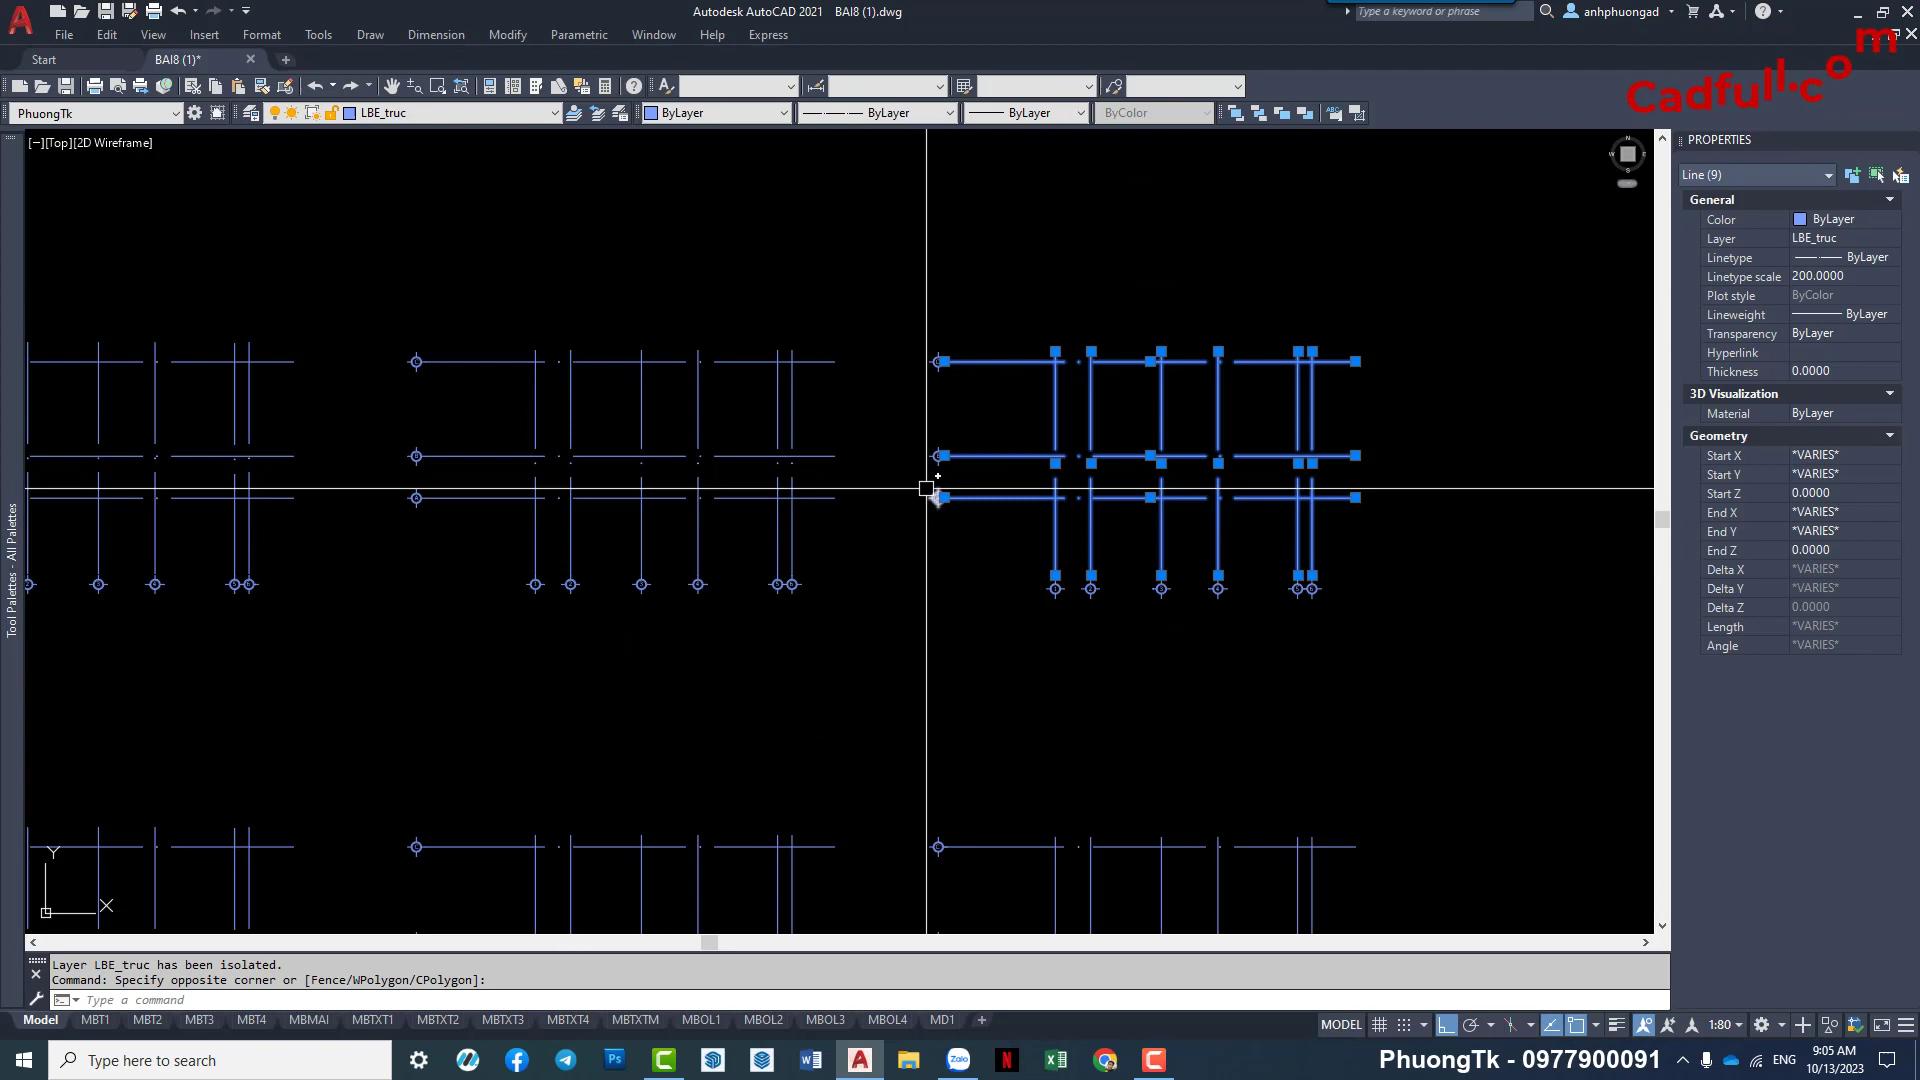 Autodesk AutoCAD 2021 BAI8 (1).dwg
Type a keyword or phrase
anhphuongad
File Edit View Insert Format Tools Draw Dimension Modify Parametric Window Help Express
Cadfull.com
Start BAI8 (1)*
PhuongTk LBE_truc ByLayer ByLayer ByLayer ByColor
[−][Top][2D Wireframe]
PROPERTIES
Line (9)
General
Color ByLayer
Layer LBE_truc
Linetype ByLayer
Linetype scale 200.0000
Plot style ByColor
Lineweight ByLayer
Transparency ByLayer
Hyperlink
Thickness 0.0000
3D Visualization
Material ByLayer
Geometry
Start X *VARIES*
Start Y *VARIES*
Start Z 0.0000
End X *VARIES*
End Y *VARIES*
End Z 0.0000
Delta X *VARIES*
Delta Y *VARIES*
Delta Z 0.0000
Length *VARIES*
Angle *VARIES*
Tool Palettes - All Palettes
N
W E
S
Y
X
Layer LBE_truc has been isolated.
Command: Specify opposite corner or [Fence/WPolygon/CPolygon]:
Type a command
Model MBT1 MBT2 MBT3 MBT4 MBMAI MBTXT1 MBTXT2 MBTXT3 MBTXT4 MBTXTM MBOL1 MBOL2 MBOL3 MBOL4 MD1
MODEL 1:80
Type here to search
PhuongTk - 0977900091
ENG
9:05 AM
10/13/2023